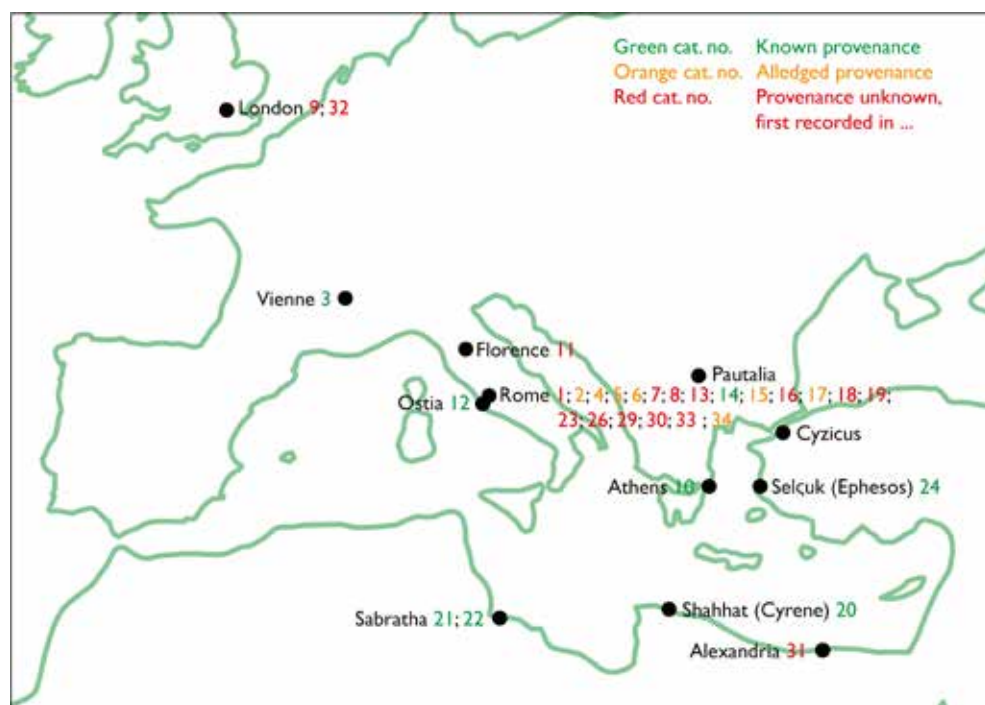 Green cat. no. Known provenance
Orange cat. no. Alledged provenance
Red cat. no. Provenance unknown,
first recorded in ...
London 9; 32
Vienne 3
Florence 11
Pautalia
Rome 1; 2; 4; 5; 6; 7; 8; 13; 14; 15; 16; 17; 18; 19;
Ostia 12
23; 26; 29; 30; 33 ; 34
Cyzicus
Athens 10
Selçuk (Ephesos) 24
Sabratha 21; 22
Shahhat (Cyrene) 20
Alexandria 31